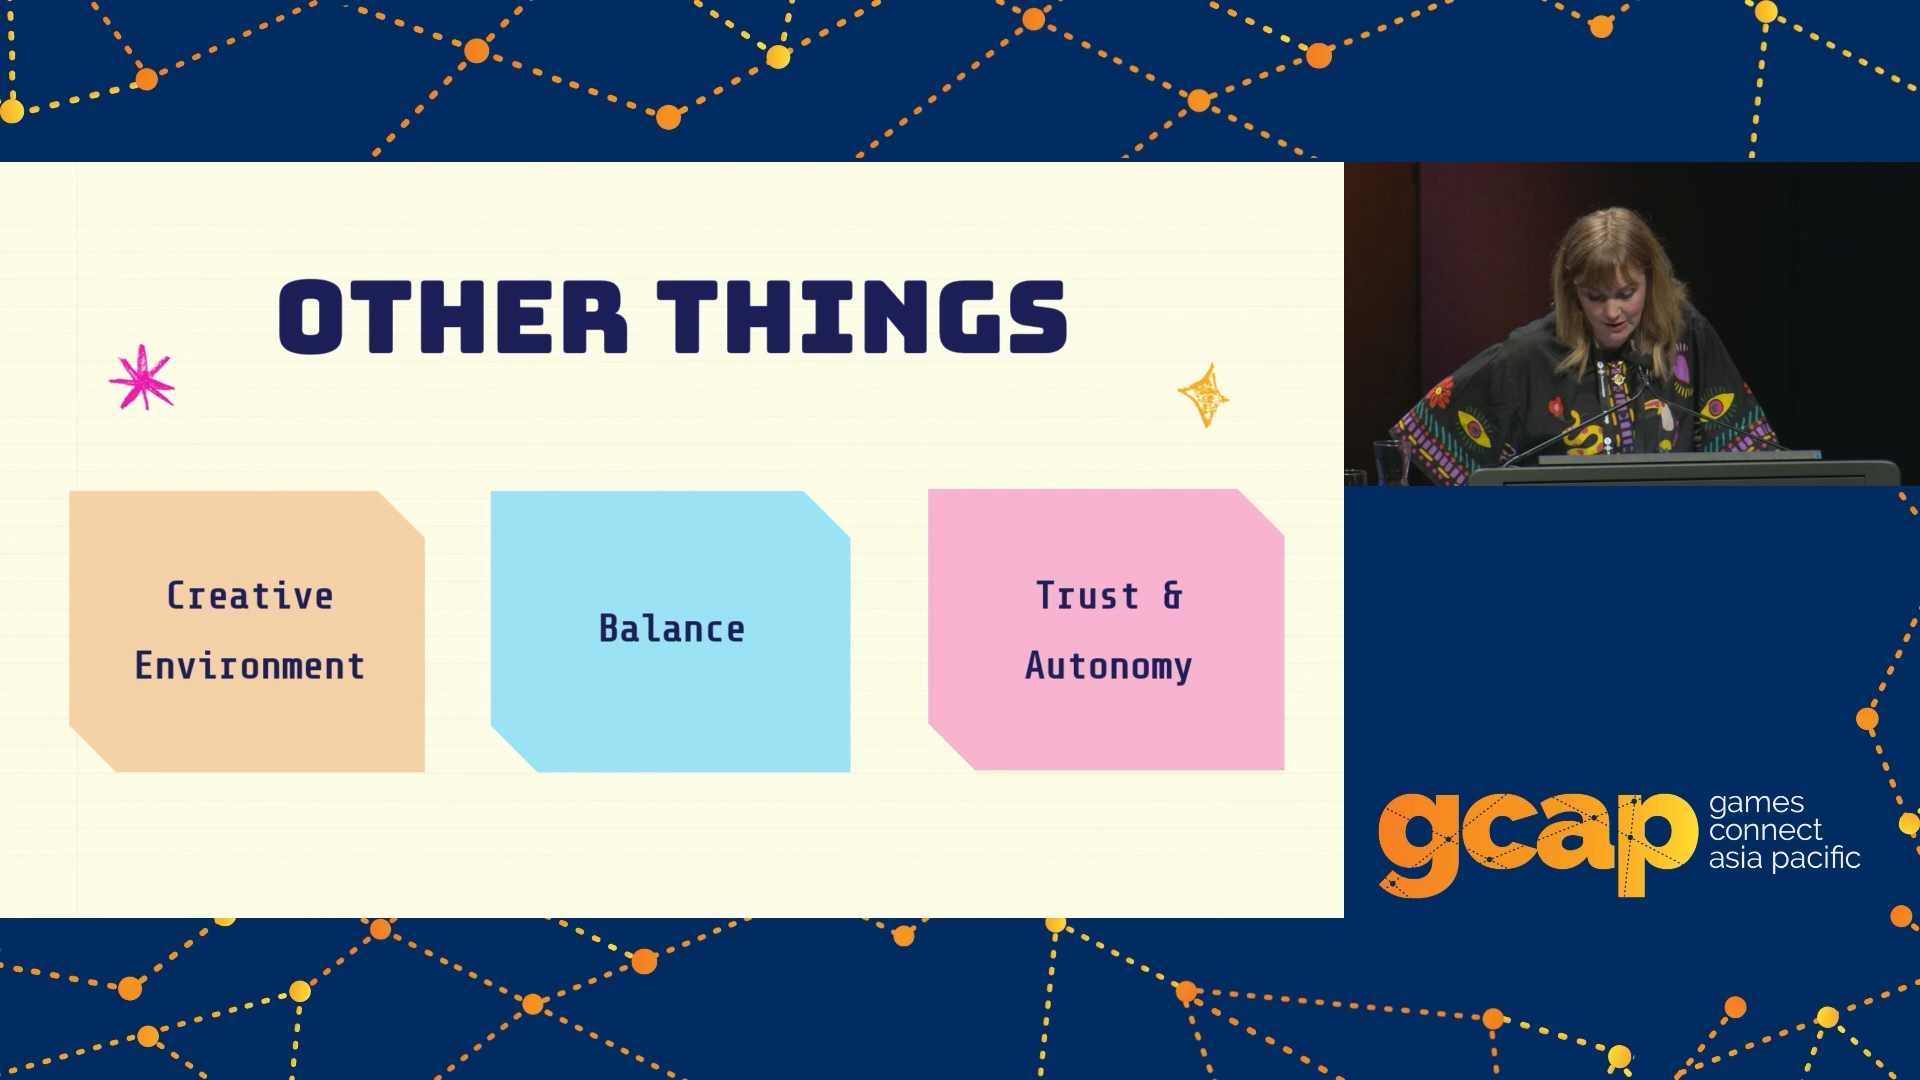 OTHER THINGS
Creative
Environment
Balance
Trust &
Autonomy
gcap
games
connect
asia pacific